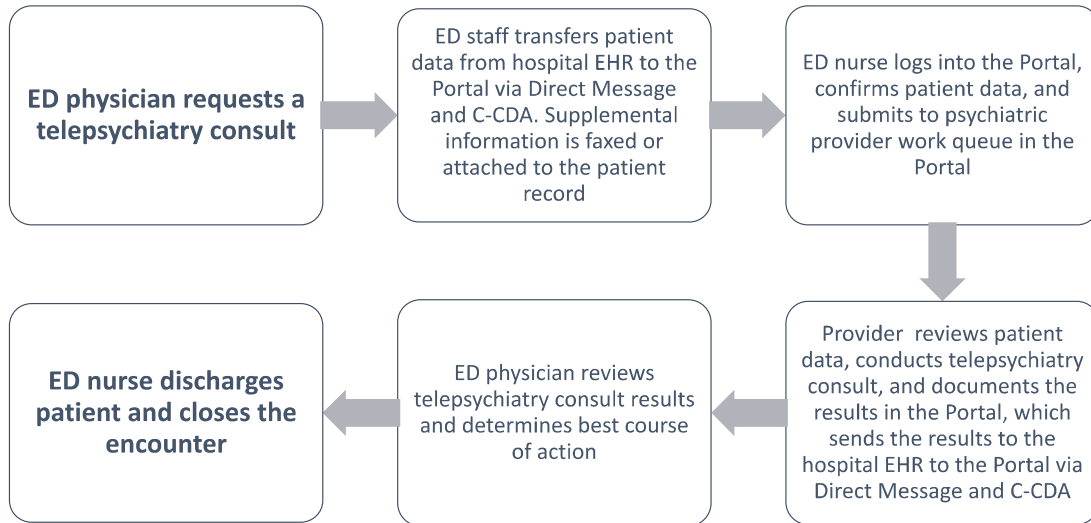 ED physician requests a
telepsychiatry consult
ED staff transfers patient
data from hospital EHR to the
Portal via Direct Message
and C-CDA. Supplemental
information is faxed or
attached to the patient
record
ED nurse logs into the Portal,
confirms patient data, and
submits to psychiatric
provider work queue in the
Portal
Provider reviews patient
data, conducts telepsychiatry
consult, and documents the
results in the Portal, which
sends the results to the
hospital EHR to the Portal via
Direct Message and C-CDA
ED physician reviews
telepsychiatry consult results
and determines best course
of action
ED nurse discharges
patient and closes the
encounter